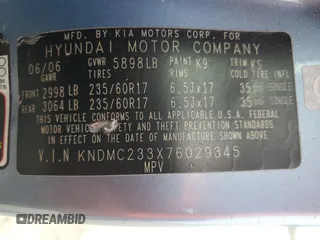 MFD. BY KIA MOTORS CORP. FOR
HYUNDAI MOTOR COMPANY
06/06 GVWR 5898LB PAINT K9 TRIM KS
GAWR TIRES RIMS COLD TIRE INFL
FRONT 2998 LB 235/60R17 6.5J×17 35 PSI SINGLE
REAR 3064 LB 235/60R17 6.5J×17 35 PSI SINGLE
THIS VEHICLE CONFORMS TO ALL APPLICABLE U.S.A. FEDERAL
MOTOR VEHICLE SAFETY STANDARDS IN EFFECT ON THE
DATE OF MANUFACTURE SHOWN ABOVE.
V.I.N KNDMC233X76029345
MPV
DREAMBID